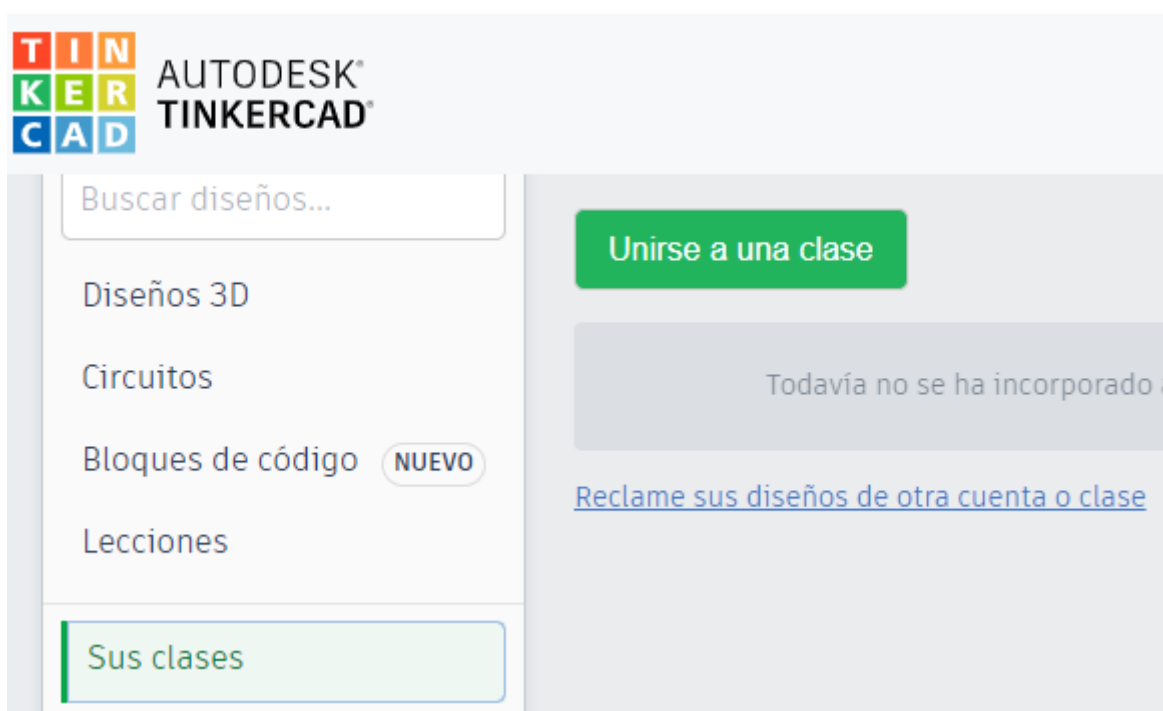 TIN
KER
CAD
AUTODESK®
TINKERCAD®
Buscar diseños...
Diseños 3D
Circuitos
Bloques de código NUEVO
Lecciones
Sus clases
Unirse a una clase
Todavía no se ha incorporado
Reclame sus diseños de otra cuenta o clase